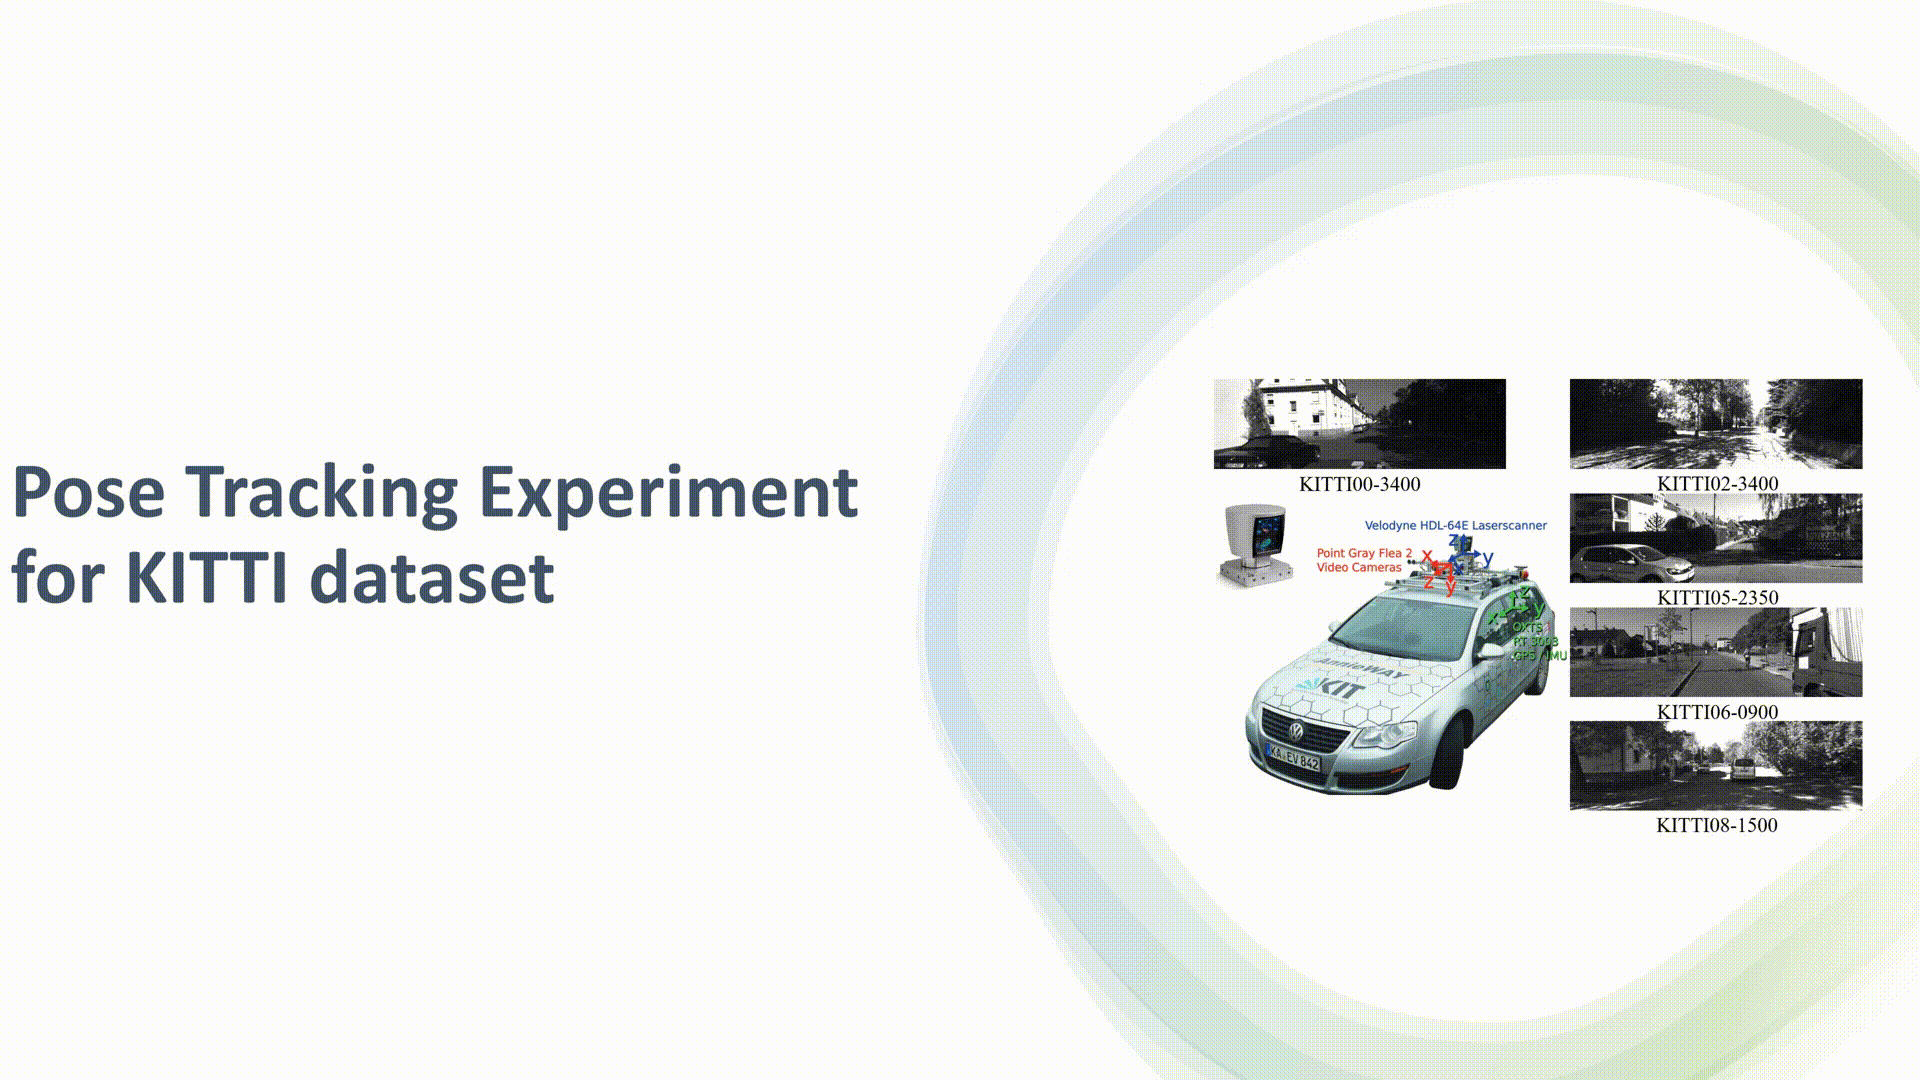 Pose Tracking Experiment
for KITTI dataset
KITTI00-3400
KITTI02-3400
Velodyne HDL-64E Laserscanner
Point Gray Flea 2
Video Cameras
z
y
x
x
z
y
z
y
x
OXTS
RT 3003
GPS / IMU
AnnieWAY
KIT
KA EV 842
KITTI05-2350
KITTI06-0900
KITTI08-1500